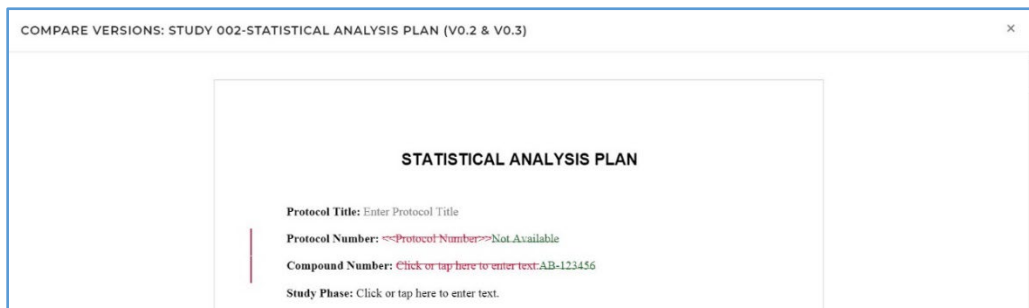 COMPARE VERSIONS: STUDY 002-STATISTICAL ANALYSIS PLAN (V0.2 & V0.3)
STATISTICAL ANALYSIS PLAN
Protocol Title: Enter Protocol Title
Protocol Number: <<Protocol Number>>Not Available
Compound Number: Click or tap here to enter text.AB-123456
Study Phase: Click or tap here to enter text.